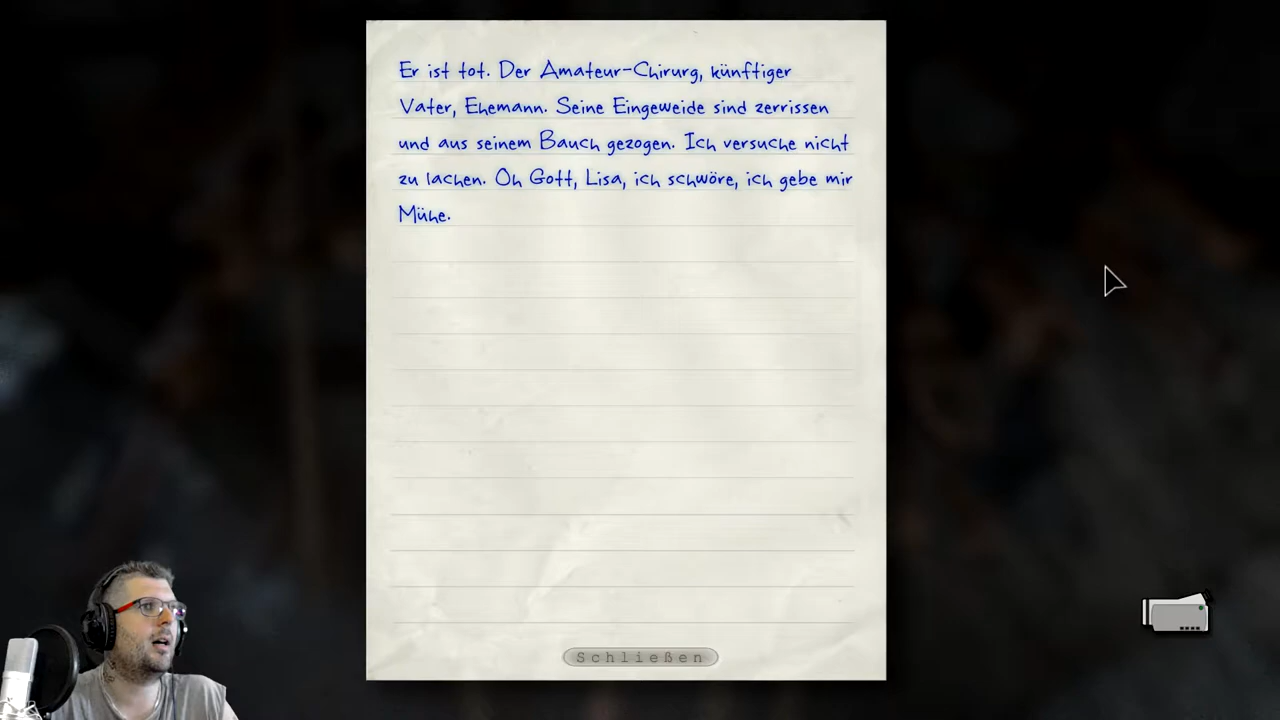 Er ist tot. Der Amateur-Chirurg, künftiger
Vater, Ehemann. Seine Eingeweide sind zerrissen
und aus seinem Bauch gezogen. Ich versuche nicht
zu lachen. Oh Gott, Lisa, ich schwöre, ich gebe mir
Mühe.
Schließen